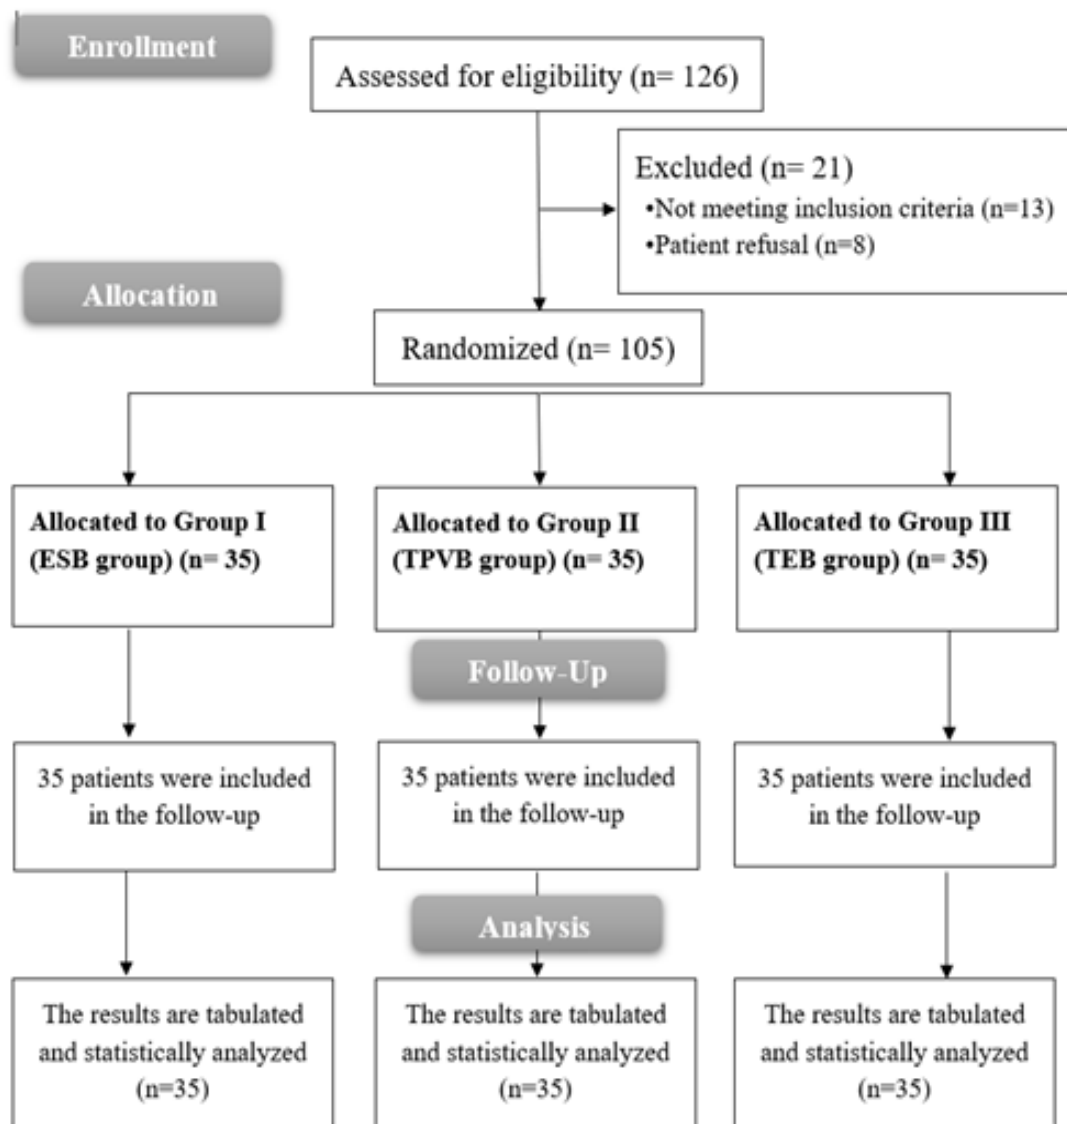 Enrollment
Assessed for eligibility (n= 126)
Excluded (n= 21)
•Not meeting inclusion criteria (n=13)
•Patient refusal (n=8)
Allocation
Randomized (n= 105)
Allocated to Group I
(ESB group) (n= 35)
Allocated to Group II
(TPVB group) (n= 35)
Allocated to Group III
(TEB group) (n= 35)
Follow-Up
35 patients were included
in the follow-up
35 patients were included
in the follow-up
35 patients were included
in the follow-up
Analysis
The results are tabulated
and statistically analyzed
(n=35)
The results are tabulated
and statistically analyzed
(n=35)
The results are tabulated
and statistically analyzed
(n=35)